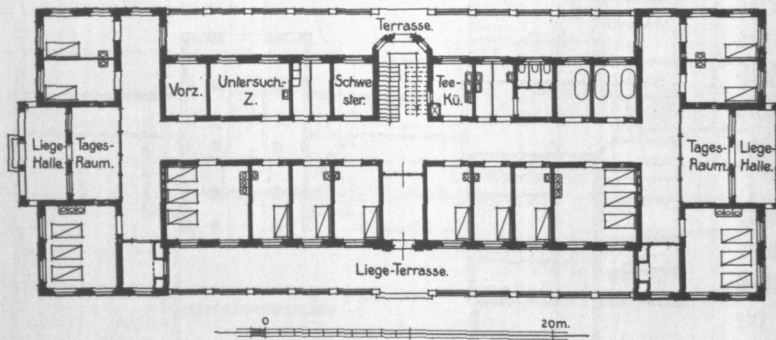 Terrasse.
Vorz.
Untersuch.-
Z.
Schwe-
ster.
Tee-
Kü.
Liege-
Halle.
Tages-
Raum.
Tages-
Raum.
Liege-
Halle.
Liege-Terrasse.
0
20m.